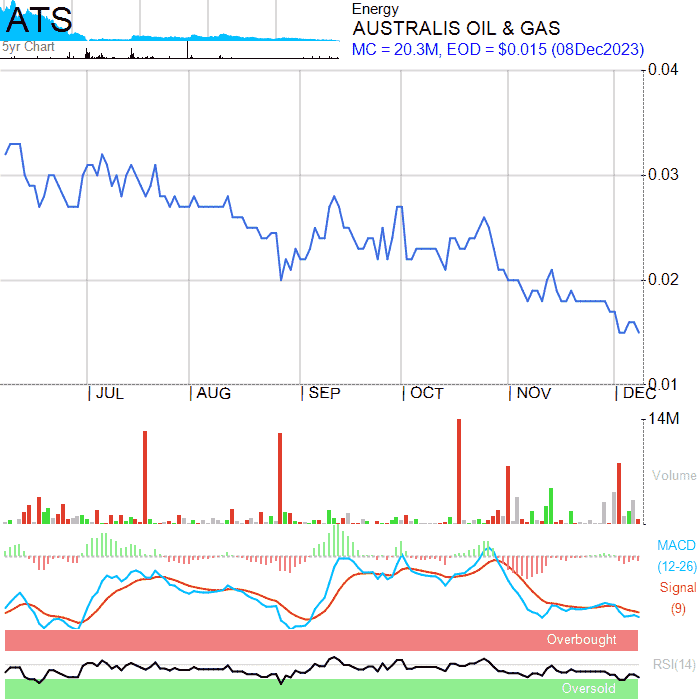 ATS
5yr Chart
Energy
AUSTRALIS OIL & GAS
MC = 20.3M, EOD = $0.015 (08Dec2023)
0.04
0.03
0.02
0.01
JUL AUG SEP OCT NOV DEC
14M
Volume
MACD
(12-26)
Signal
(9)
Overbought
RSI(14)
Oversold